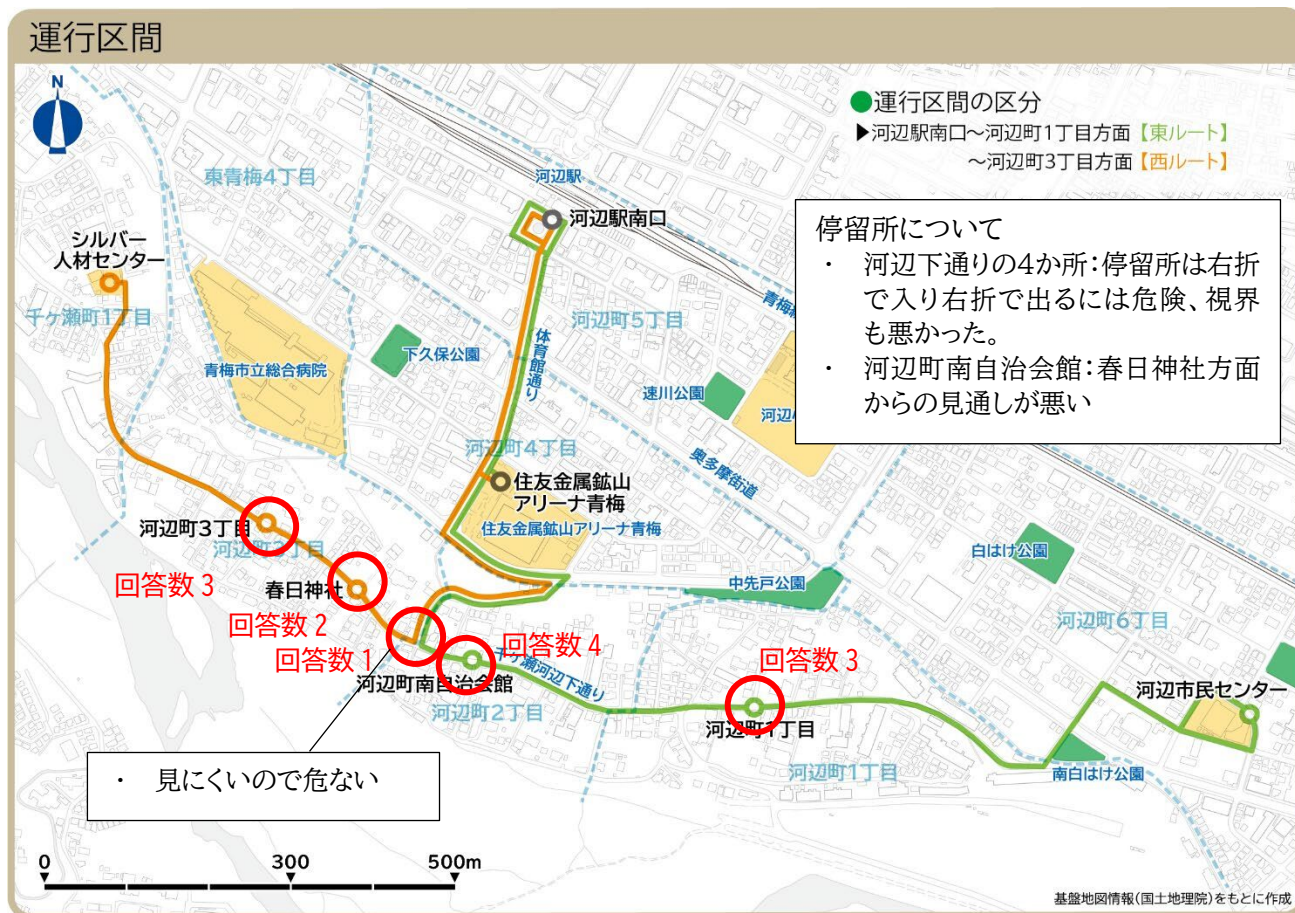 運行区間
N
●運行区間の区分
▶河辺駅南口～河辺町1丁目方面【東ルート】
～河辺町3丁目方面【西ルート】
東青梅4丁目
河辺駅
河辺駅南口
停留所について
・ 河辺下通りの4か所:停留所は右折
で入り右折で出るには危険、視界
も悪かった。
・ 河辺町南自治会館:春日神社方面
からの見通しが悪い
シルバー
人材センター
千ヶ瀬町1丁目
青梅
河辺町5丁目
体育館通り
下久保公園
青梅市立総合病院
速川公園
河辺
河辺町4丁目
奥多摩街道
住友金属鉱山
アリーナ青梅
住友金属鉱山アリーナ青梅
河辺町3丁目
河辺町3丁目
白はけ公園
回答数 3
春日神社
中先戸公園
河辺町6丁目
回答数 2
回答数 1
回答数 4
回答数 3
千ヶ瀬河辺下通り
河辺町南自治会館
河辺市民センター
河辺町2丁目
河辺町1丁目
河辺町1丁目
南白はけ公園
・ 見にくいので危ない
0 300 500m
基盤地図情報(国土地理院)をもとに作成